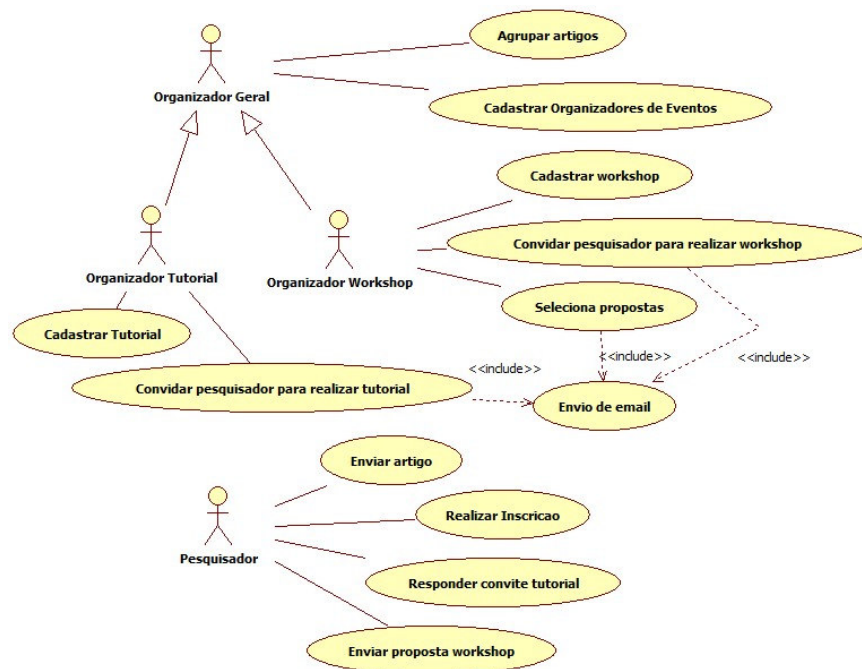 Agrupar artigos
Organizador Geral
Cadastrar Organizadores de Eventos
Cadastrar workshop
Convidar pesquisador para realizar workshop
Organizador Tutorial
Organizador Workshop
Seleciona propostas
Cadastrar Tutorial
<<include>>
<<include>>
<<include>>
Convidar pesquisador para realizar tutorial
Envio de email
Enviar artigo
Realizar Inscricao
Pesquisador
Responder convite tutorial
Enviar proposta workshop